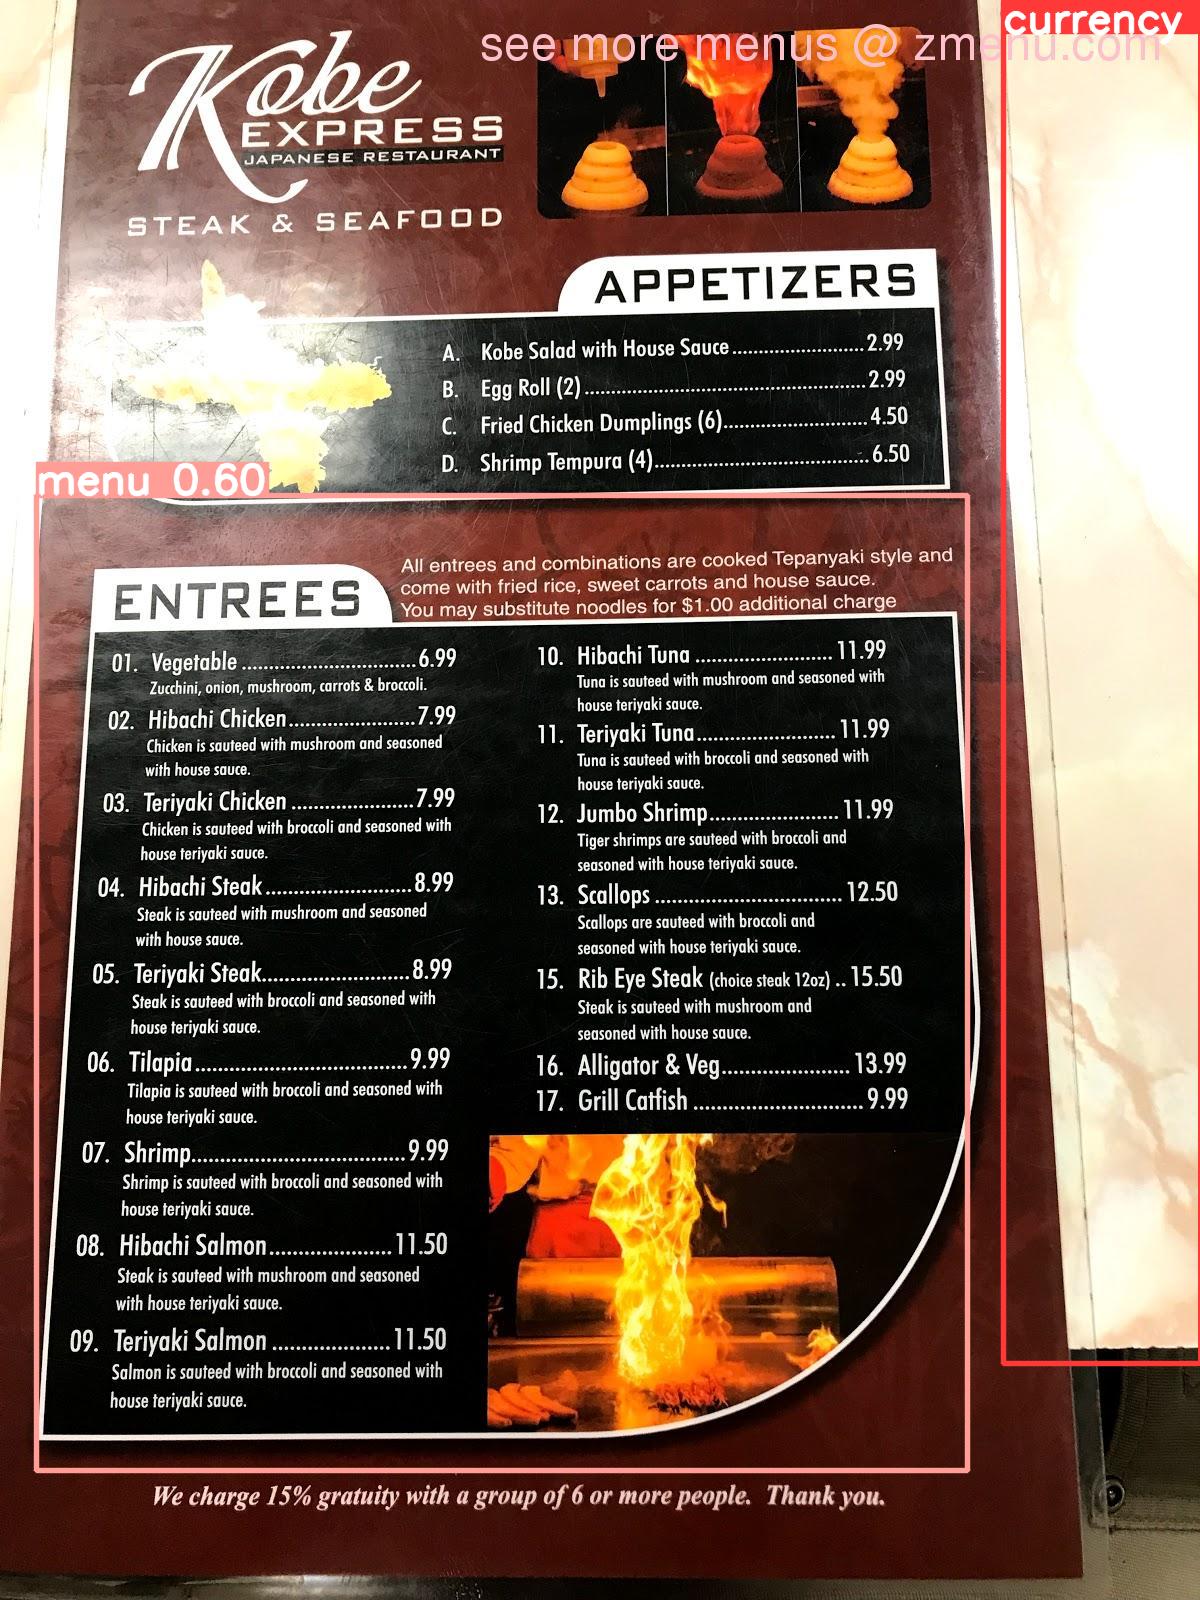 currency
see more menus @ zmenu.com
Kobe
EXPRESS
JAPANESE RESTAURANT
STEAK & SEAFOOD
APPETIZERS
A. Kobe Salad with House Sauce..........................2.99
B. Egg Roll (2)......................................................2.99
C. Fried Chicken Dumplings (6)...........................4.50
D. Shrimp Tempura (4).........................................6.50
menu 0.60
All entrees and combinations are cooked Tepanyaki style and
come with fried rice, sweet carrots and house sauce.
You may substitute noodles for $1.00 additional charge
ENTREES
01. Vegetable .................................6.99
Zucchini, onion, mushroom, carrots & broccoli.
02. Hibachi Chicken........................7.99
Chicken is sauteed with mushroom and seasoned
with house sauce.
03. Teriyaki Chicken .......................7.99
Chicken is sauteed with broccoli and seasoned with
house teriyaki sauce.
04. Hibachi Steak............................8.99
Steak is sauteed with mushroom and seasoned
with house sauce.
05. Teriyaki Steak............................8.99
Steak is sauteed with broccoli and seasoned with
house teriyaki sauce.
06. Tilapia.........................................9.99
Tilapia is sauteed with broccoli and seasoned with
house teriyaki sauce.
07. Shrimp.........................................9.99
Shrimp is sauteed with broccoli and seasoned with
house teriyaki sauce.
08. Hibachi Salmon.......................11.50
Steak is sauteed with mushroom and seasoned
with house teriyaki sauce.
09. Teriyaki Salmon ......................11.50
Salmon is sauteed with broccoli and seasoned with
house teriyaki sauce.
10. Hibachi Tuna ..........................11.99
Tuna is sauteed with mushroom and seasoned with
house teriyaki sauce.
11. Teriyaki Tuna..........................11.99
Tuna is sauteed with broccoli and seasoned with
house teriyaki sauce.
12. Jumbo Shrimp.........................11.99
Tiger shrimps are sauteed with broccoli and
seasoned with house teriyaki sauce.
13. Scallops ...................................12.50
Scallops are sauteed with broccoli and
seasoned with house teriyaki sauce.
15. Rib Eye Steak (choice steak 12oz) ..15.50
Steak is sauteed with mushroom and
seasoned with house sauce.
16. Alligator & Veg........................13.99
17. Grill Catfish ................................9.99
We charge 15% gratuity with a group of 6 or more people. Thank you.